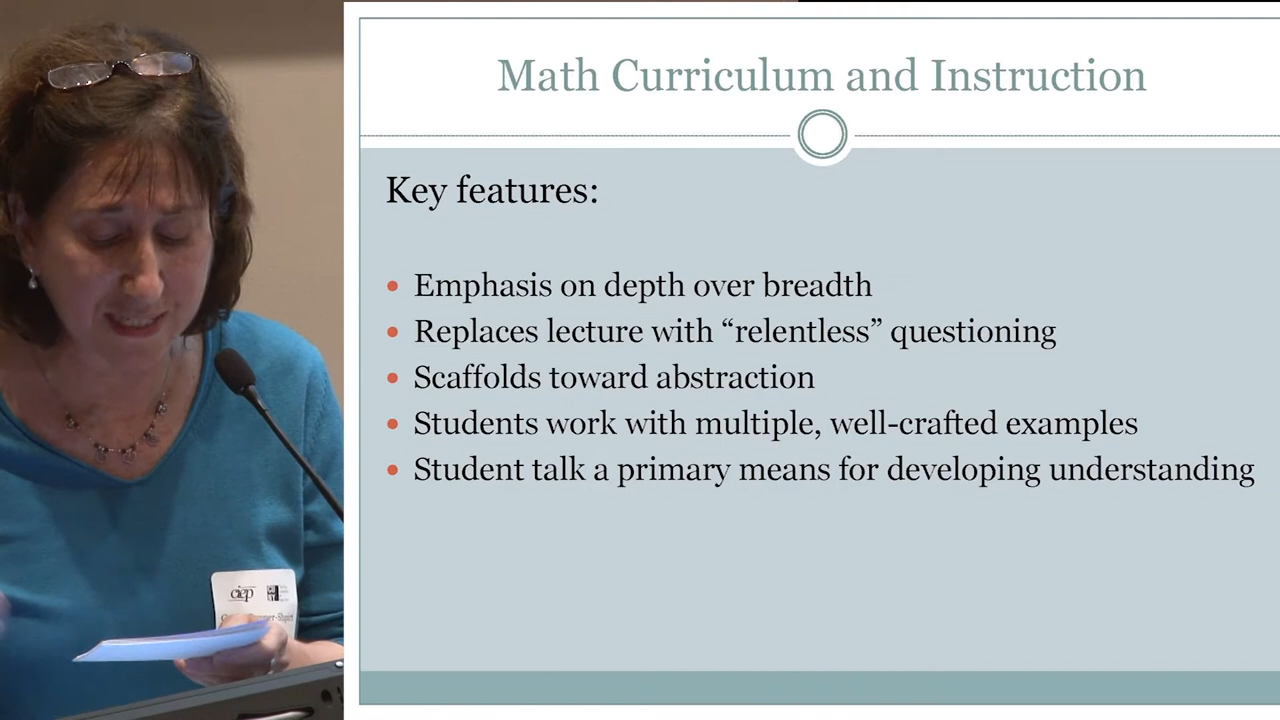 Math Curriculum and Instruction
Key features:
• Emphasis on depth over breadth
• Replaces lecture with “relentless” questioning
• Scaffolds toward abstraction
• Students work with multiple, well-crafted examples
• Student talk a primary means for developing understanding
ciep